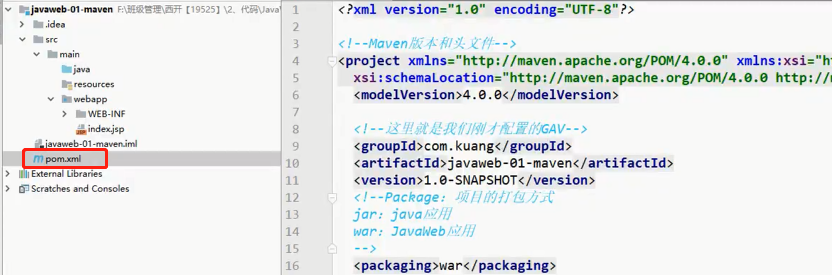 javaweb-01-maven F:\班级管理\西开【19525】\2、代码\JavaW
.idea
src
main
java
resources
webapp
WEB-INF
index.jsp
javaweb-01-maven.iml
pom.xml
External Libraries
Scratches and Consoles
1 <?xml version="1.0" encoding="UTF-8"?>
2
3 <!--Maven版本和头文件-->
4 <project xmlns="http://maven.apache.org/POM/4.0.0" xmlns:xsi="ht
5 xsi:schemaLocation="http://maven.apache.org/POM/4.0.0 http://m
6 <modelVersion>4.0.0</modelVersion>
7
8 <!--这里就是我们刚才配置的GAV-->
9 <groupId>com.kuang</groupId>
10 <artifactId>javaweb-01-maven</artifactId>
11 <version>1.0-SNAPSHOT</version>
12 <!--Package：项目的打包方式
13 jar：java应用
14 war：JavaWeb应用
15 -->
16 <packaging>war</packaging>